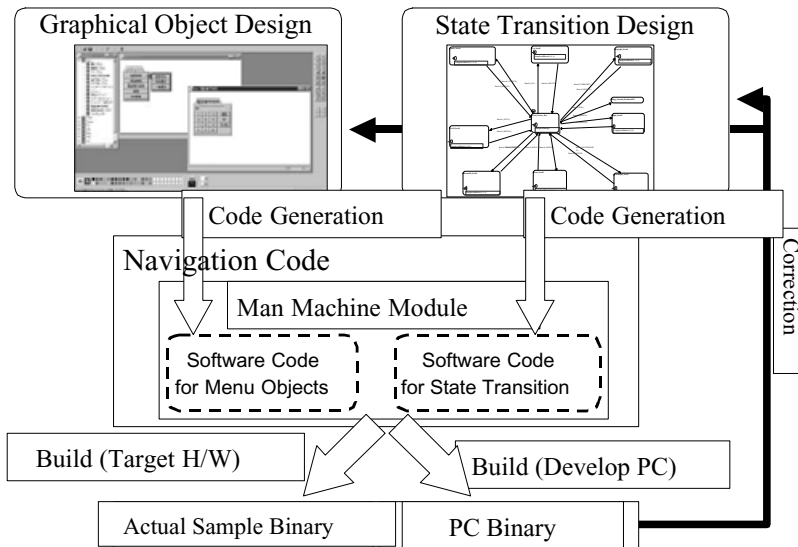 Graphical Object Design
State Transition Design
Code Generation
Code Generation
Correction
Navigation Code
Man Machine Module
Software Code
for Menu Objects
Software Code
for State Transition
Build (Target H/W)
Build (Develop PC)
Actual Sample Binary
PC Binary